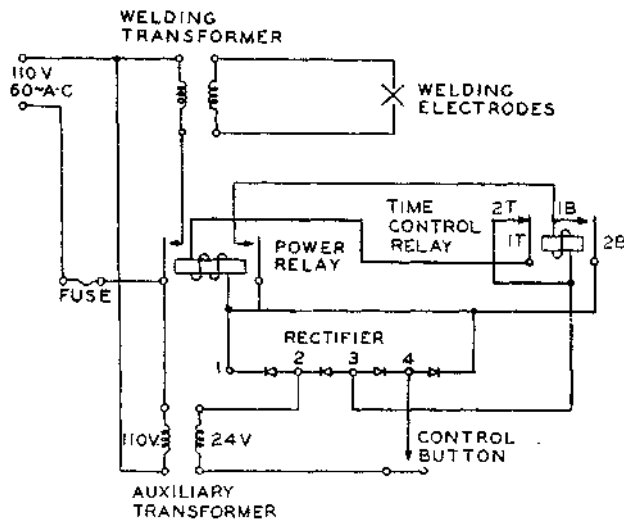 WELDING
TRANSFORMER
110 V
60~A-C
WELDING
ELECTRODES
TIME
CONTROL
RELAY
2T
1T
1B
2B
POWER
RELAY
FUSE
RECTIFIER
1
2
3
4
110V.
24V
CONTROL
BUTTON
AUXILIARY
TRANSFORMER